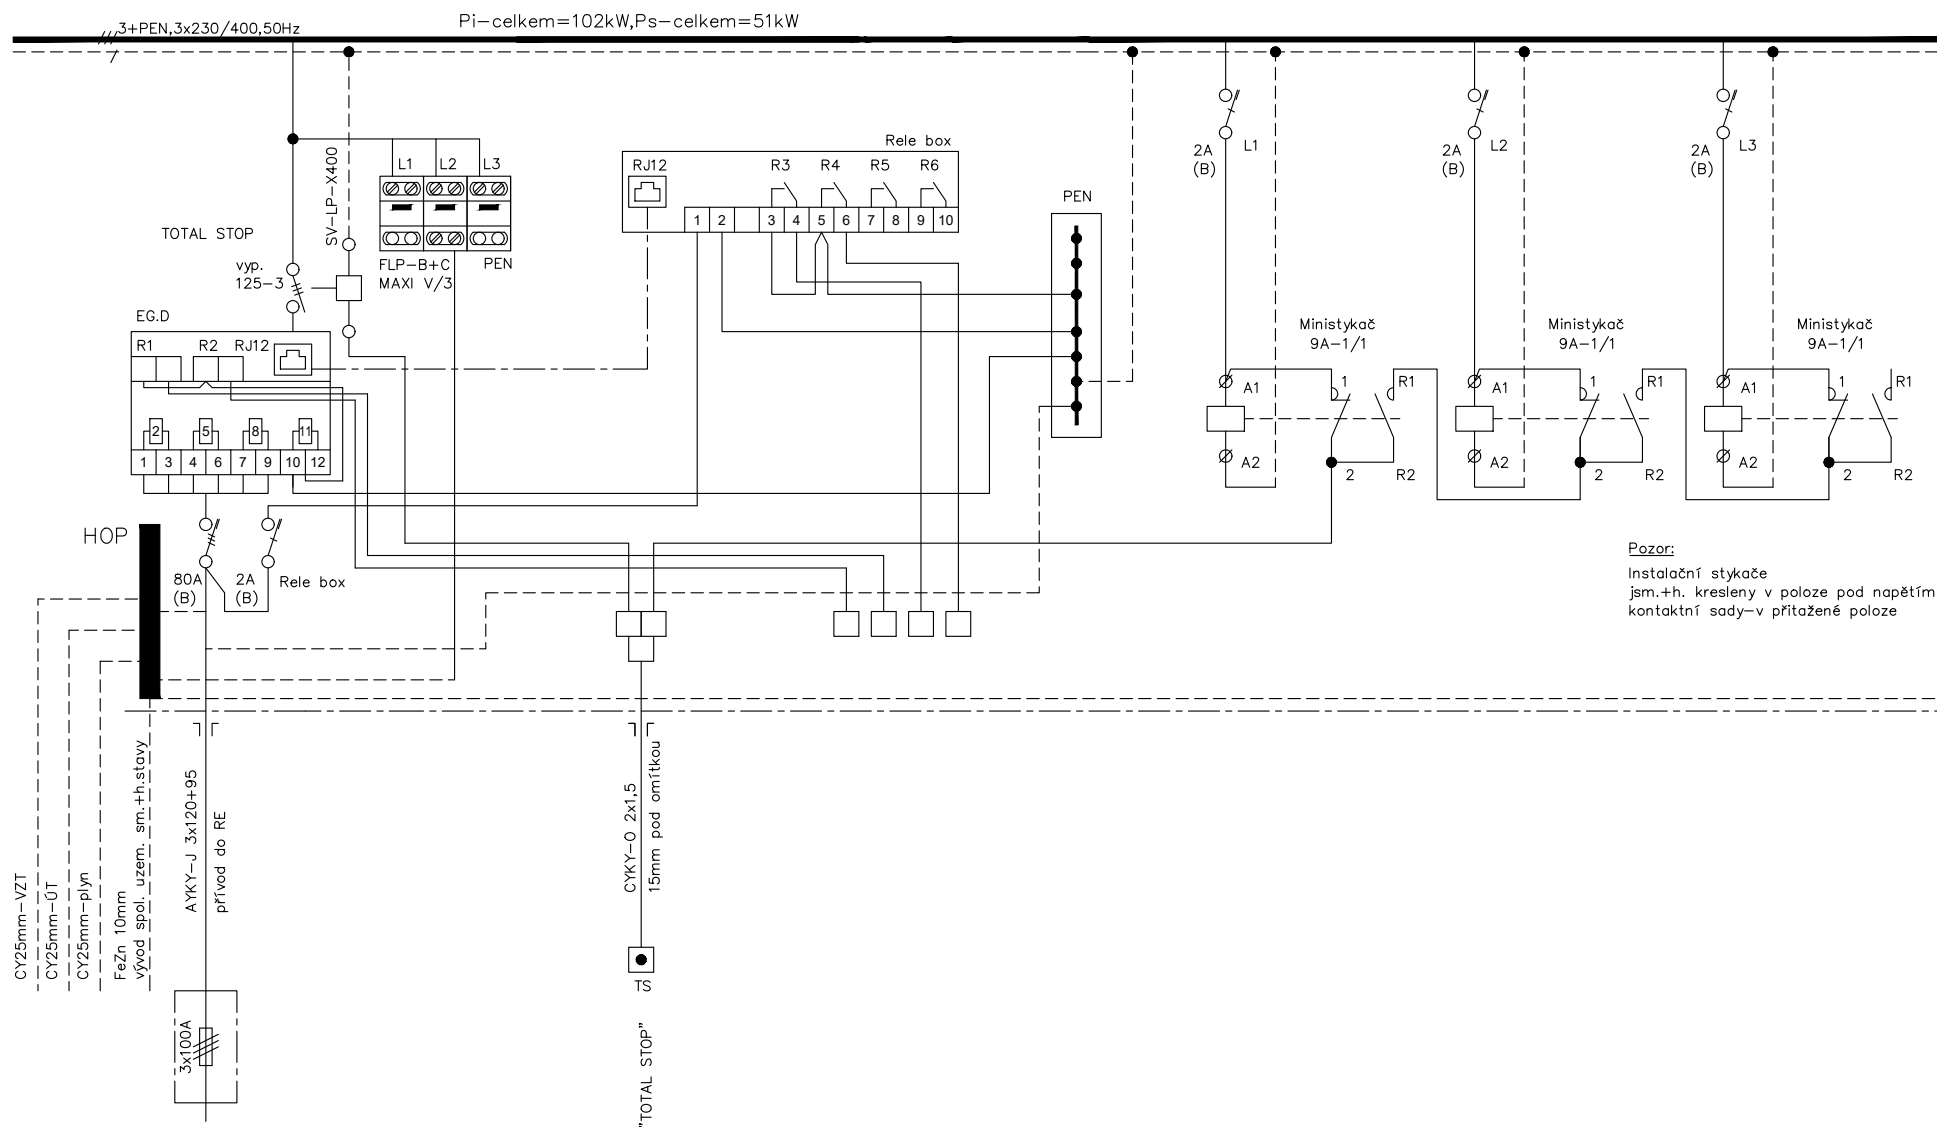 Pi-celkem=102kW,Ps-celkem=51kW
3+PEN,3x230/400,50Hz
SV-LP-X400
L1 L2 L3
TOTAL STOP
vyp.
125-3
FLP-B+C
MAXI V/3
PEN
Rele box
RJ12 R3 R4 R5 R6
1 2 3 4 5 6 7 8 9 10
PEN
2A
(B)
L1
2A
(B)
L2
2A
(B)
L3
EG.D
R1 R2 RJ12
2 5 8 11
1 3 4 6 7 9 10 12
Ministykač
9A-1/1
A1 1 R1
A2 2 R2
Ministykač
9A-1/1
A1 1 R1
A2 2 R2
Ministykač
9A-1/1
A1 1 R1
A2 2 R2
HOP
80A
(B)
2A
(B)
Rele box
Pozor:
Instalační stykače
jsm.+h. kresleny v poloze pod napětím
kontaktní sady-v přitažené poloze
CY25mm-VZT
CY25mm-ÚT
CY25mm-plyn
FeZn 10mm
vývod spol. uzem. sm.+h.stavy
AYKY-J 3x120+95
přívod do RE
3x100A
CYKY-O 2x1,5
15mm pod omítkou
TS
"TOTAL STOP"